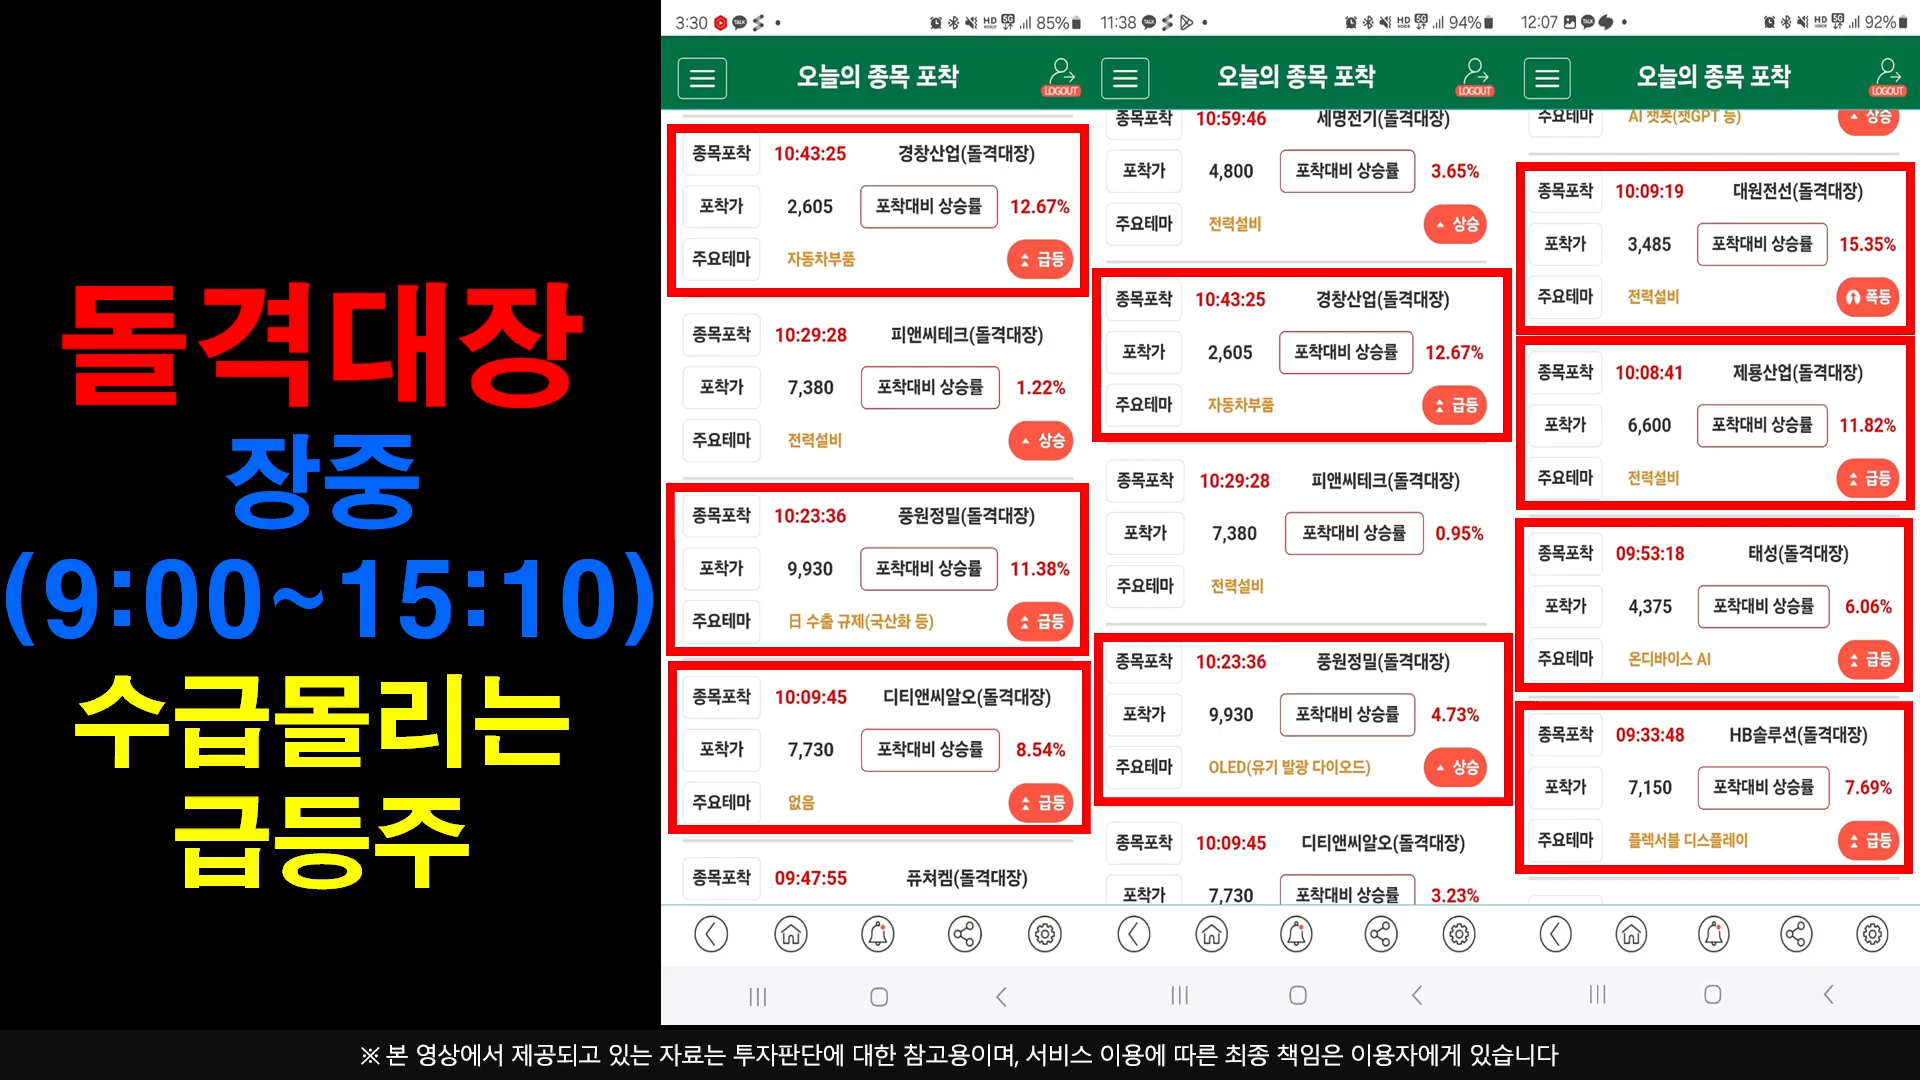 돌격대장
장중
(9:00~15:10)
수급몰리는
급등주
3:30 TALK HD VOICE 5G 85%
오늘의 종목 포착
LOGOUT
종목포착 10:43:25 경창산업(돌격대장)
포착가 2,605 포착대비 상승률 12.67%
주요테마 자동차부품 급등
종목포착 10:29:28 피앤씨테크(돌격대장)
포착가 7,380 포착대비 상승률 1.22%
주요테마 전력설비 상승
종목포착 10:23:36 풍원정밀(돌격대장)
포착가 9,930 포착대비 상승률 11.38%
주요테마 日 수출 규제(국산화 등) 급등
종목포착 10:09:45 디티앤씨알오(돌격대장)
포착가 7,730 포착대비 상승률 8.54%
주요테마 없음 급등
종목포착 09:47:55 퓨쳐켐(돌격대장)
11:38 TALK HD VOICE 5G 94%
오늘의 종목 포착
LOGOUT
종목포착 10:59:46 세명전기(돌격대장)
포착가 4,800 포착대비 상승률 3.65%
주요테마 전력설비 상승
종목포착 10:43:25 경창산업(돌격대장)
포착가 2,605 포착대비 상승률 12.67%
주요테마 자동차부품 급등
종목포착 10:29:28 피앤씨테크(돌격대장)
포착가 7,380 포착대비 상승률 0.95%
주요테마 전력설비
종목포착 10:23:36 풍원정밀(돌격대장)
포착가 9,930 포착대비 상승률 4.73%
주요테마 OLED(유기 발광 다이오드) 상승
종목포착 10:09:45 디티앤씨알오(돌격대장)
포착가 7,730 포착대비 상승률 3.23%
12:07 TALK HD VOICE 5G 92%
오늘의 종목 포착
LOGOUT
주요테마 AI 챗봇(챗GPT 등) 상승
종목포착 10:09:19 대원전선(돌격대장)
포착가 3,485 포착대비 상승률 15.35%
주요테마 전력설비 폭등
종목포착 10:08:41 제룡산업(돌격대장)
포착가 6,600 포착대비 상승률 11.82%
주요테마 전력설비 급등
종목포착 09:53:18 태성(돌격대장)
포착가 4,375 포착대비 상승률 6.06%
주요테마 온디바이스 AI 급등
종목포착 09:33:48 HB솔루션(돌격대장)
포착가 7,150 포착대비 상승률 7.69%
주요테마 플렉서블 디스플레이 급등
※ 본 영상에서 제공되고 있는 자료는 투자판단에 대한 참고용이며, 서비스 이용에 따른 최종 책임은 이용자에게 있습니다